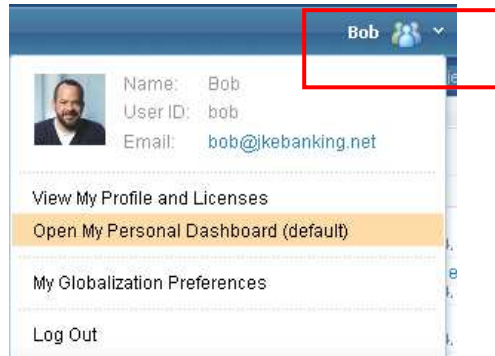 Bob
Name: Bob
User ID: bob
Email: bob@jkebanking.net
View My Profile and Licenses
Open My Personal Dashboard (default)
My Globalization Preferences
Log Out